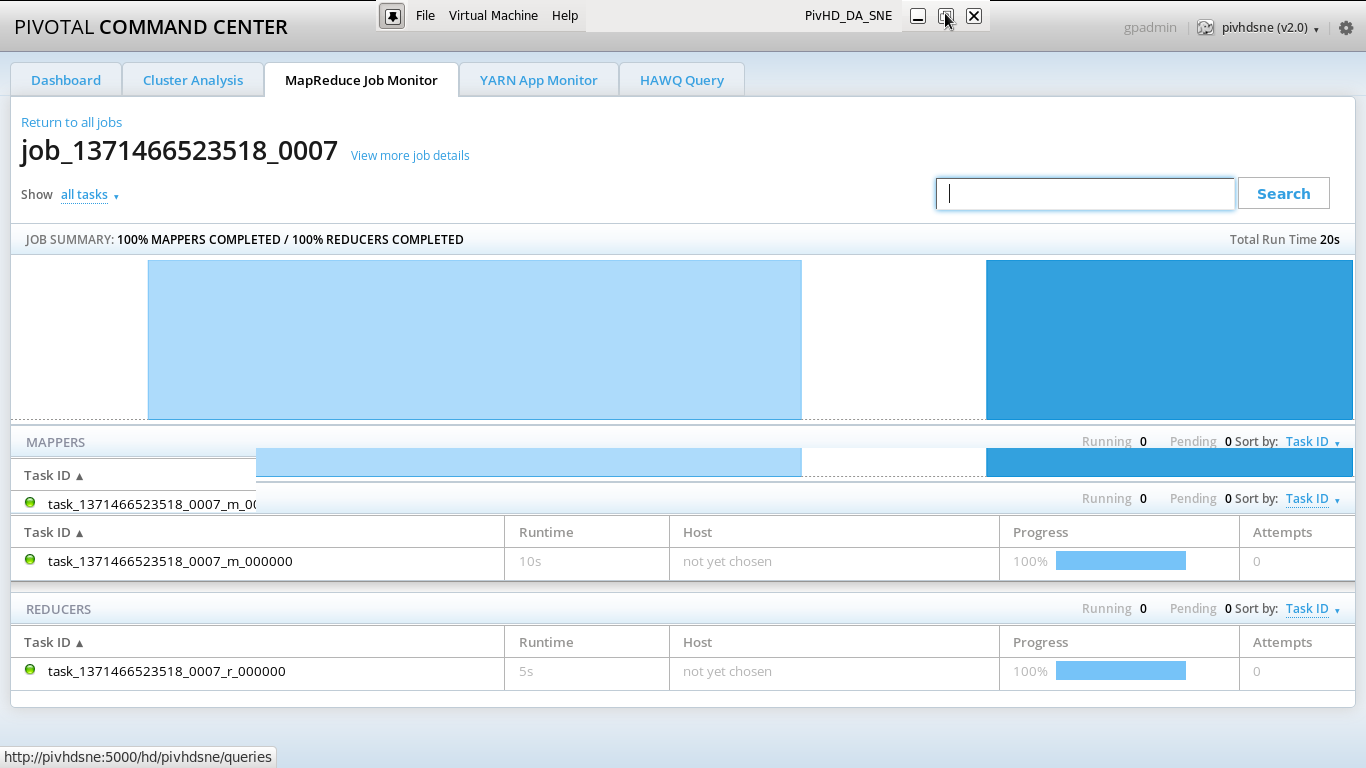 File Virtual Machine Help PivHD_DA_SNE
PIVOTAL COMMAND CENTER gpadmin pivhdsne (v2.0)
Dashboard Cluster Analysis MapReduce Job Monitor YARN App Monitor HAWQ Query
Return to all jobs
job_1371466523518_0007 View more job details
Show all tasks Search
JOB SUMMARY: 100% MAPPERS COMPLETED / 100% REDUCERS COMPLETED Total Run Time 20s
MAPPERS Running 0 Pending 0 Sort by: Task ID
Task ID
task_1371466523518_0007_m_00
Running 0 Pending 0 Sort by: Task ID
Task ID Runtime Host Progress Attempts
task_1371466523518_0007_m_000000 10s not yet chosen 100% 0
REDUCERS Running 0 Pending 0 Sort by: Task ID
Task ID Runtime Host Progress Attempts
task_1371466523518_0007_r_000000 5s not yet chosen 100% 0
http://pivhdsne:5000/hd/pivhdsne/queries